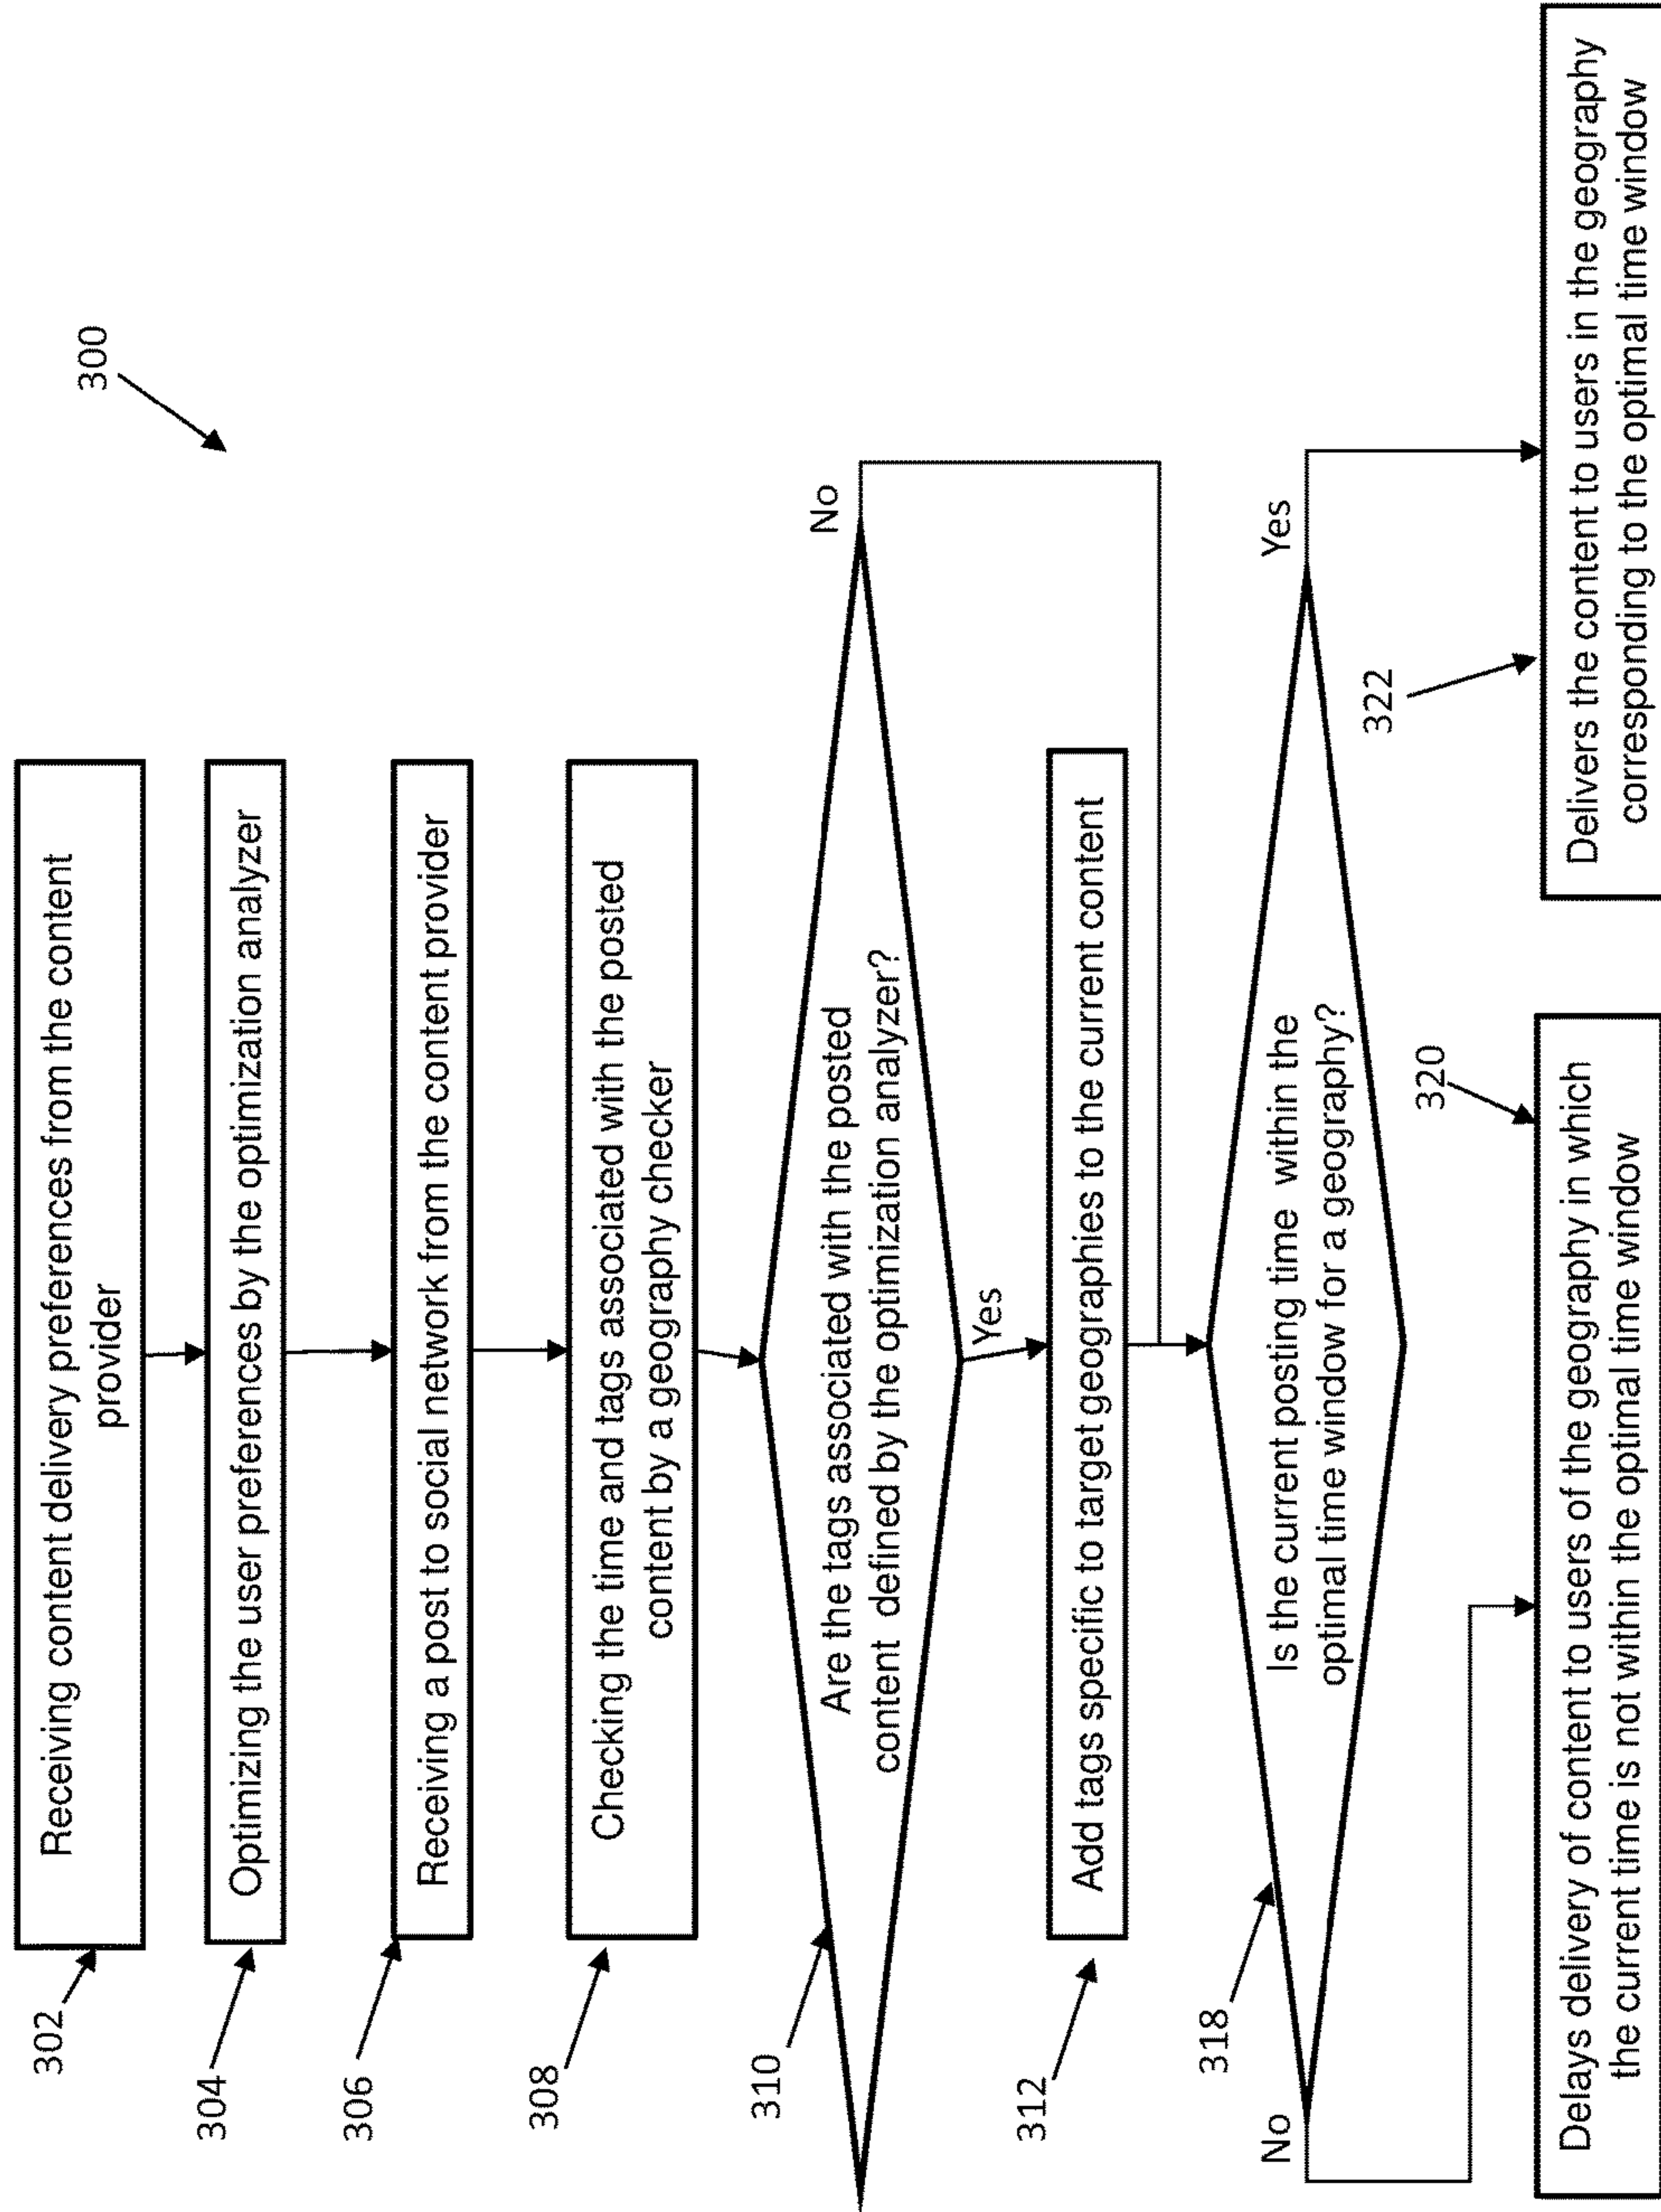 300
302
Receiving content delivery preferences from the content
provider
304
Optimizing the user preferences by the optimization analyzer
306
Receiving a post to social network from the content provider
308
Checking the time and tags associated with the posted
content by a geography checker
310
Are the tags associated with the posted
content defined by the optimization analyzer?
No
Yes
312
Add tags specific to target geographies to the current content
318
Is the current posting time within the
optimal time window for a geography?
No
Yes
320
Delays delivery of content to users of the geography in which
the current time is not within the optimal time window
322
Delivers the content to users in the geography
corresponding to the optimal time window